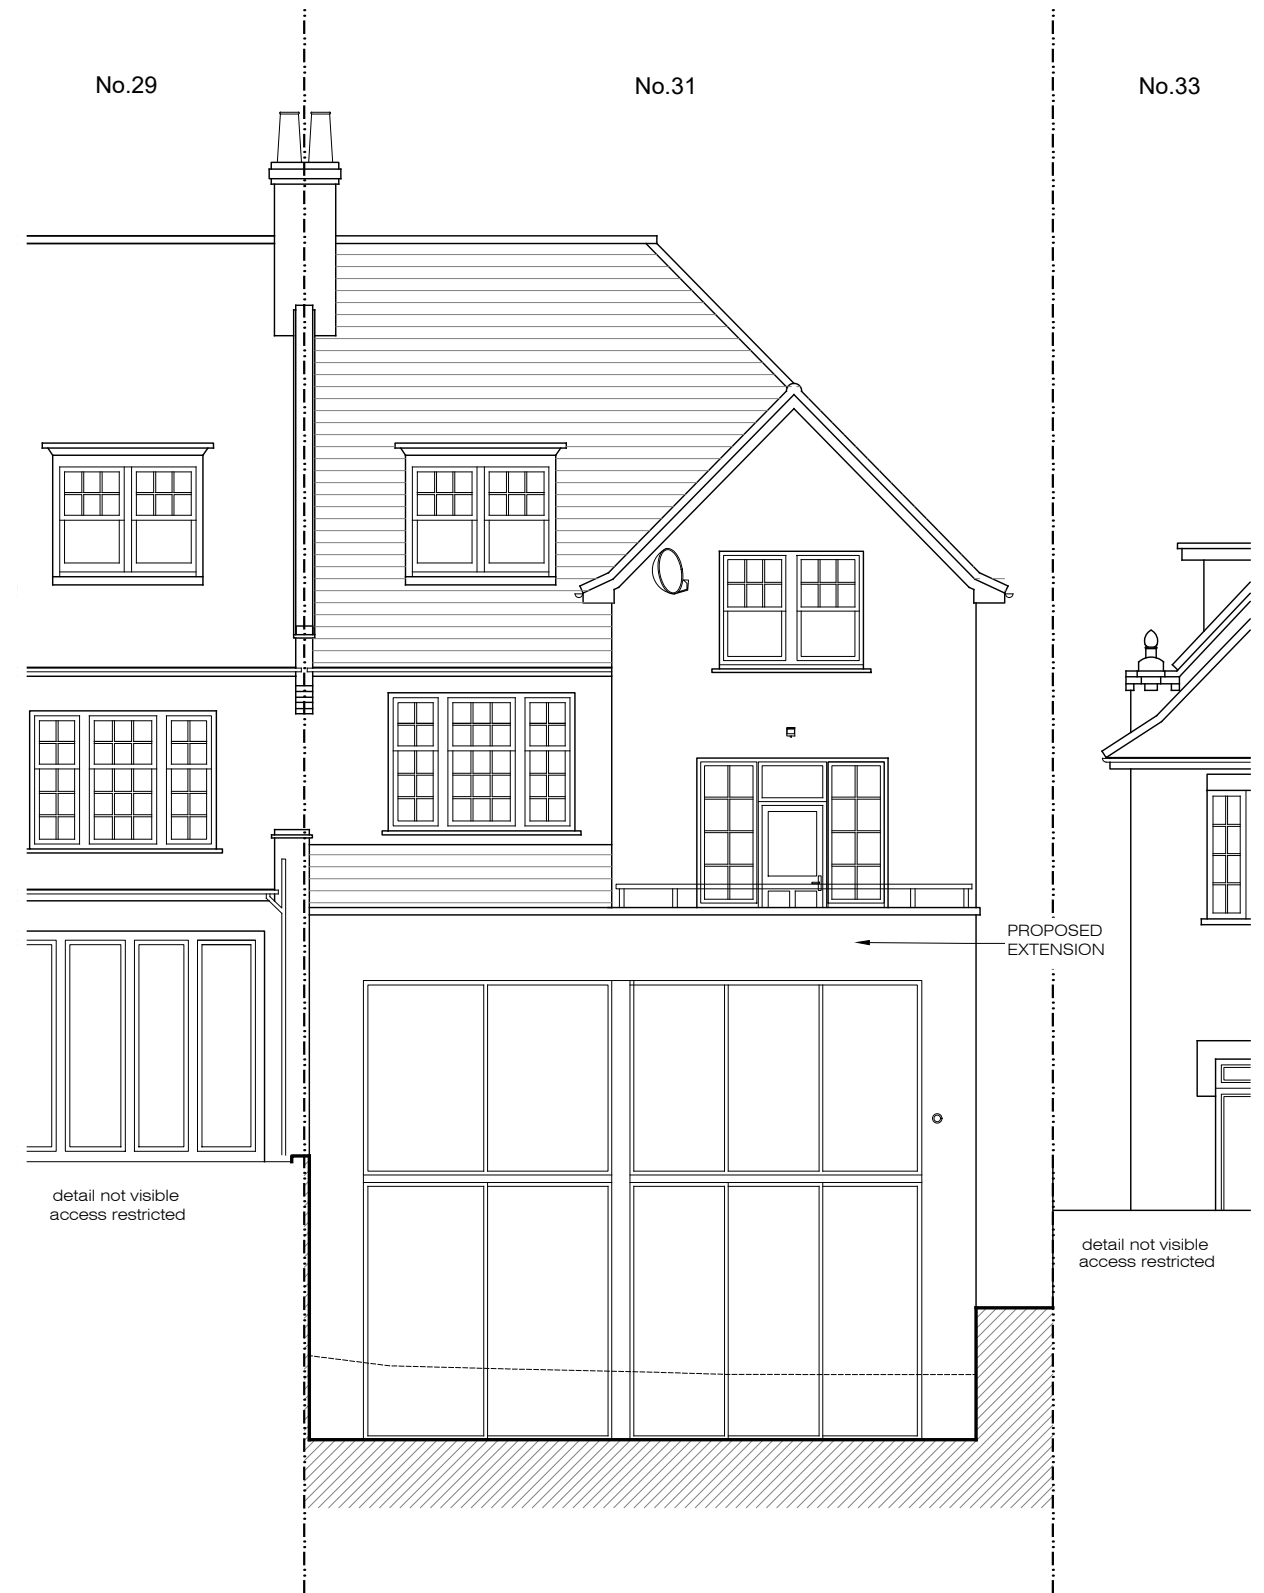 No.29
No.31
No.33
PROPOSED
EXTENSION
detail not visible
access restricted
detail not visible
access restricted